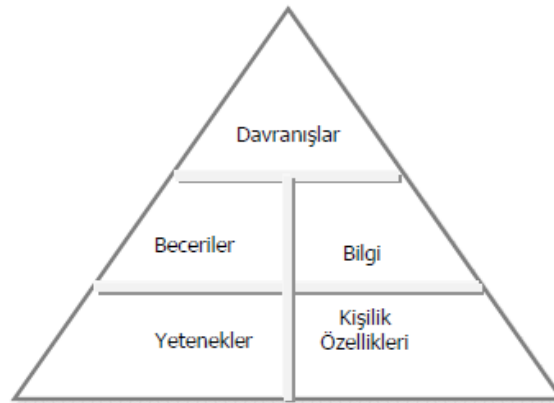 Davranışlar
Beceriler
Bilgi
Yetenekler
Kişilik
Özellikleri